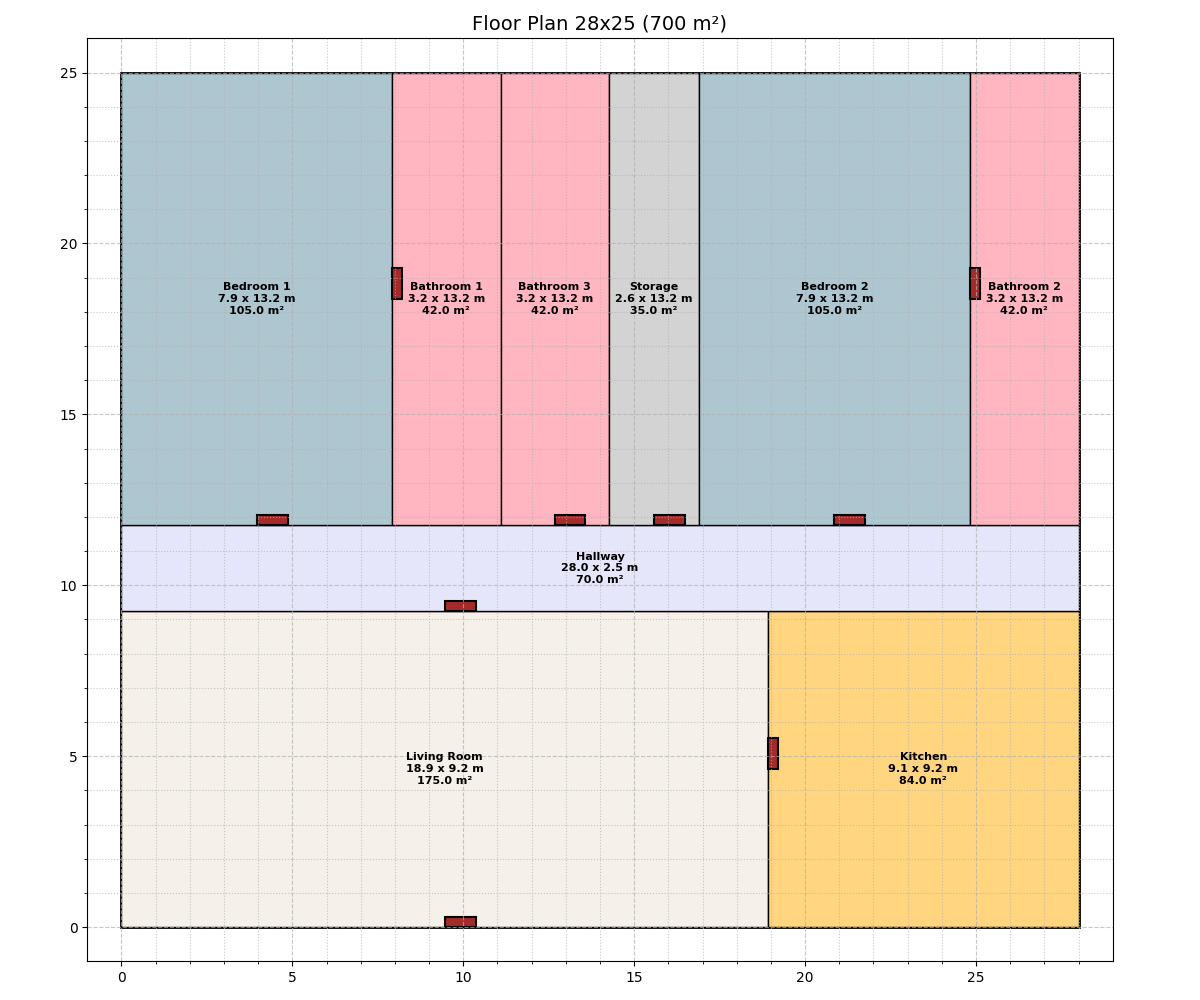 Floor Plan 28x25 (700 m²)
25
20
15
10
5
0
Bedroom 1
7.9 x 13.2 m
105.0 m²
Bathroom 1
3.2 x 13.2 m
42.0 m²
Bathroom 3
3.2 x 13.2 m
42.0 m²
Storage
2.6 x 13.2 m
35.0 m²
Bedroom 2
7.9 x 13.2 m
105.0 m²
Bathroom 2
3.2 x 13.2 m
42.0 m²
Hallway
28.0 x 2.5 m
70.0 m²
Living Room
18.9 x 9.2 m
175.0 m²
Kitchen
9.1 x 9.2 m
84.0 m²
0
5
10
15
20
25